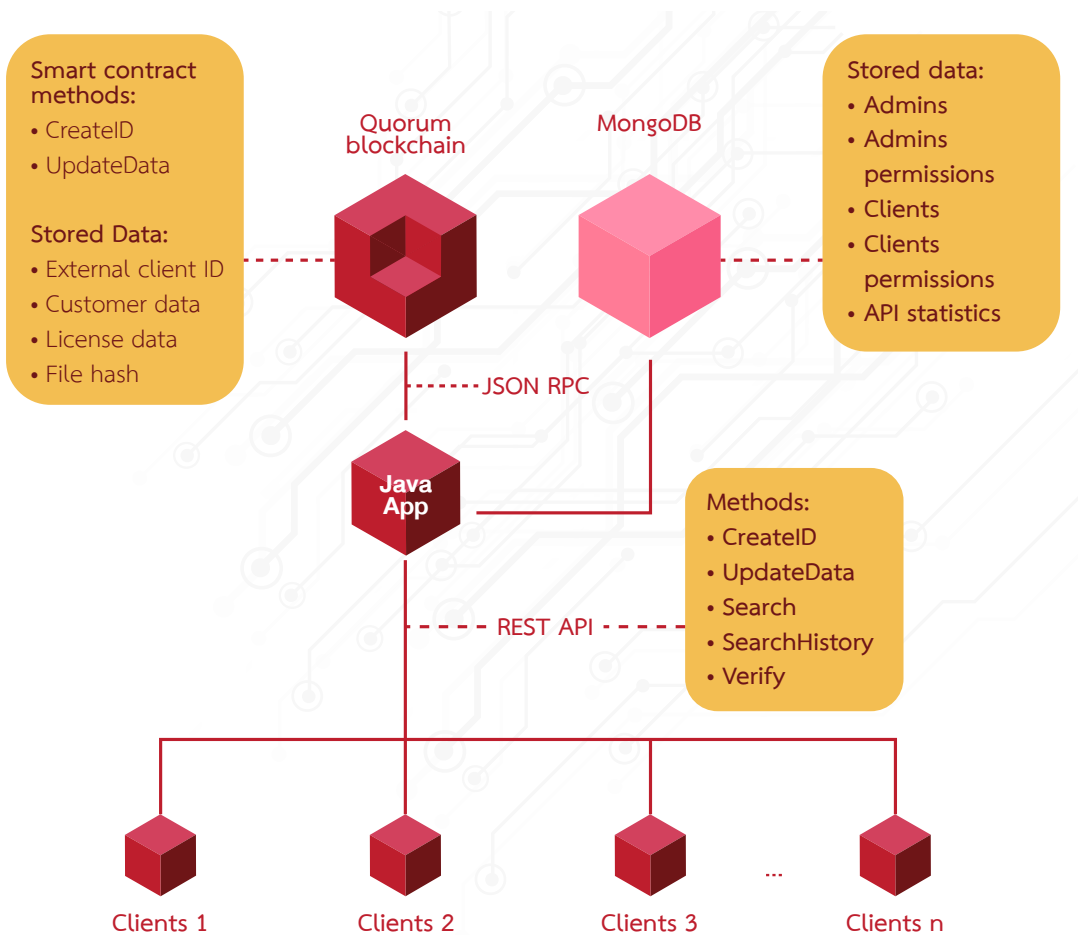 Smart contract
methods:
• CreateID
• UpdateData
Stored Data:
• External client ID
• Customer data
• License data
• File hash
Quorum
blockchain
MongoDB
Stored data:
• Admins
• Admins
permissions
• Clients
• Clients
permissions
• API statistics
JSON RPC
Java
App
Methods:
• CreateID
• UpdateData
• Search
• SearchHistory
• Verify
REST API
Clients 1
Clients 2
Clients 3
...
Clients n